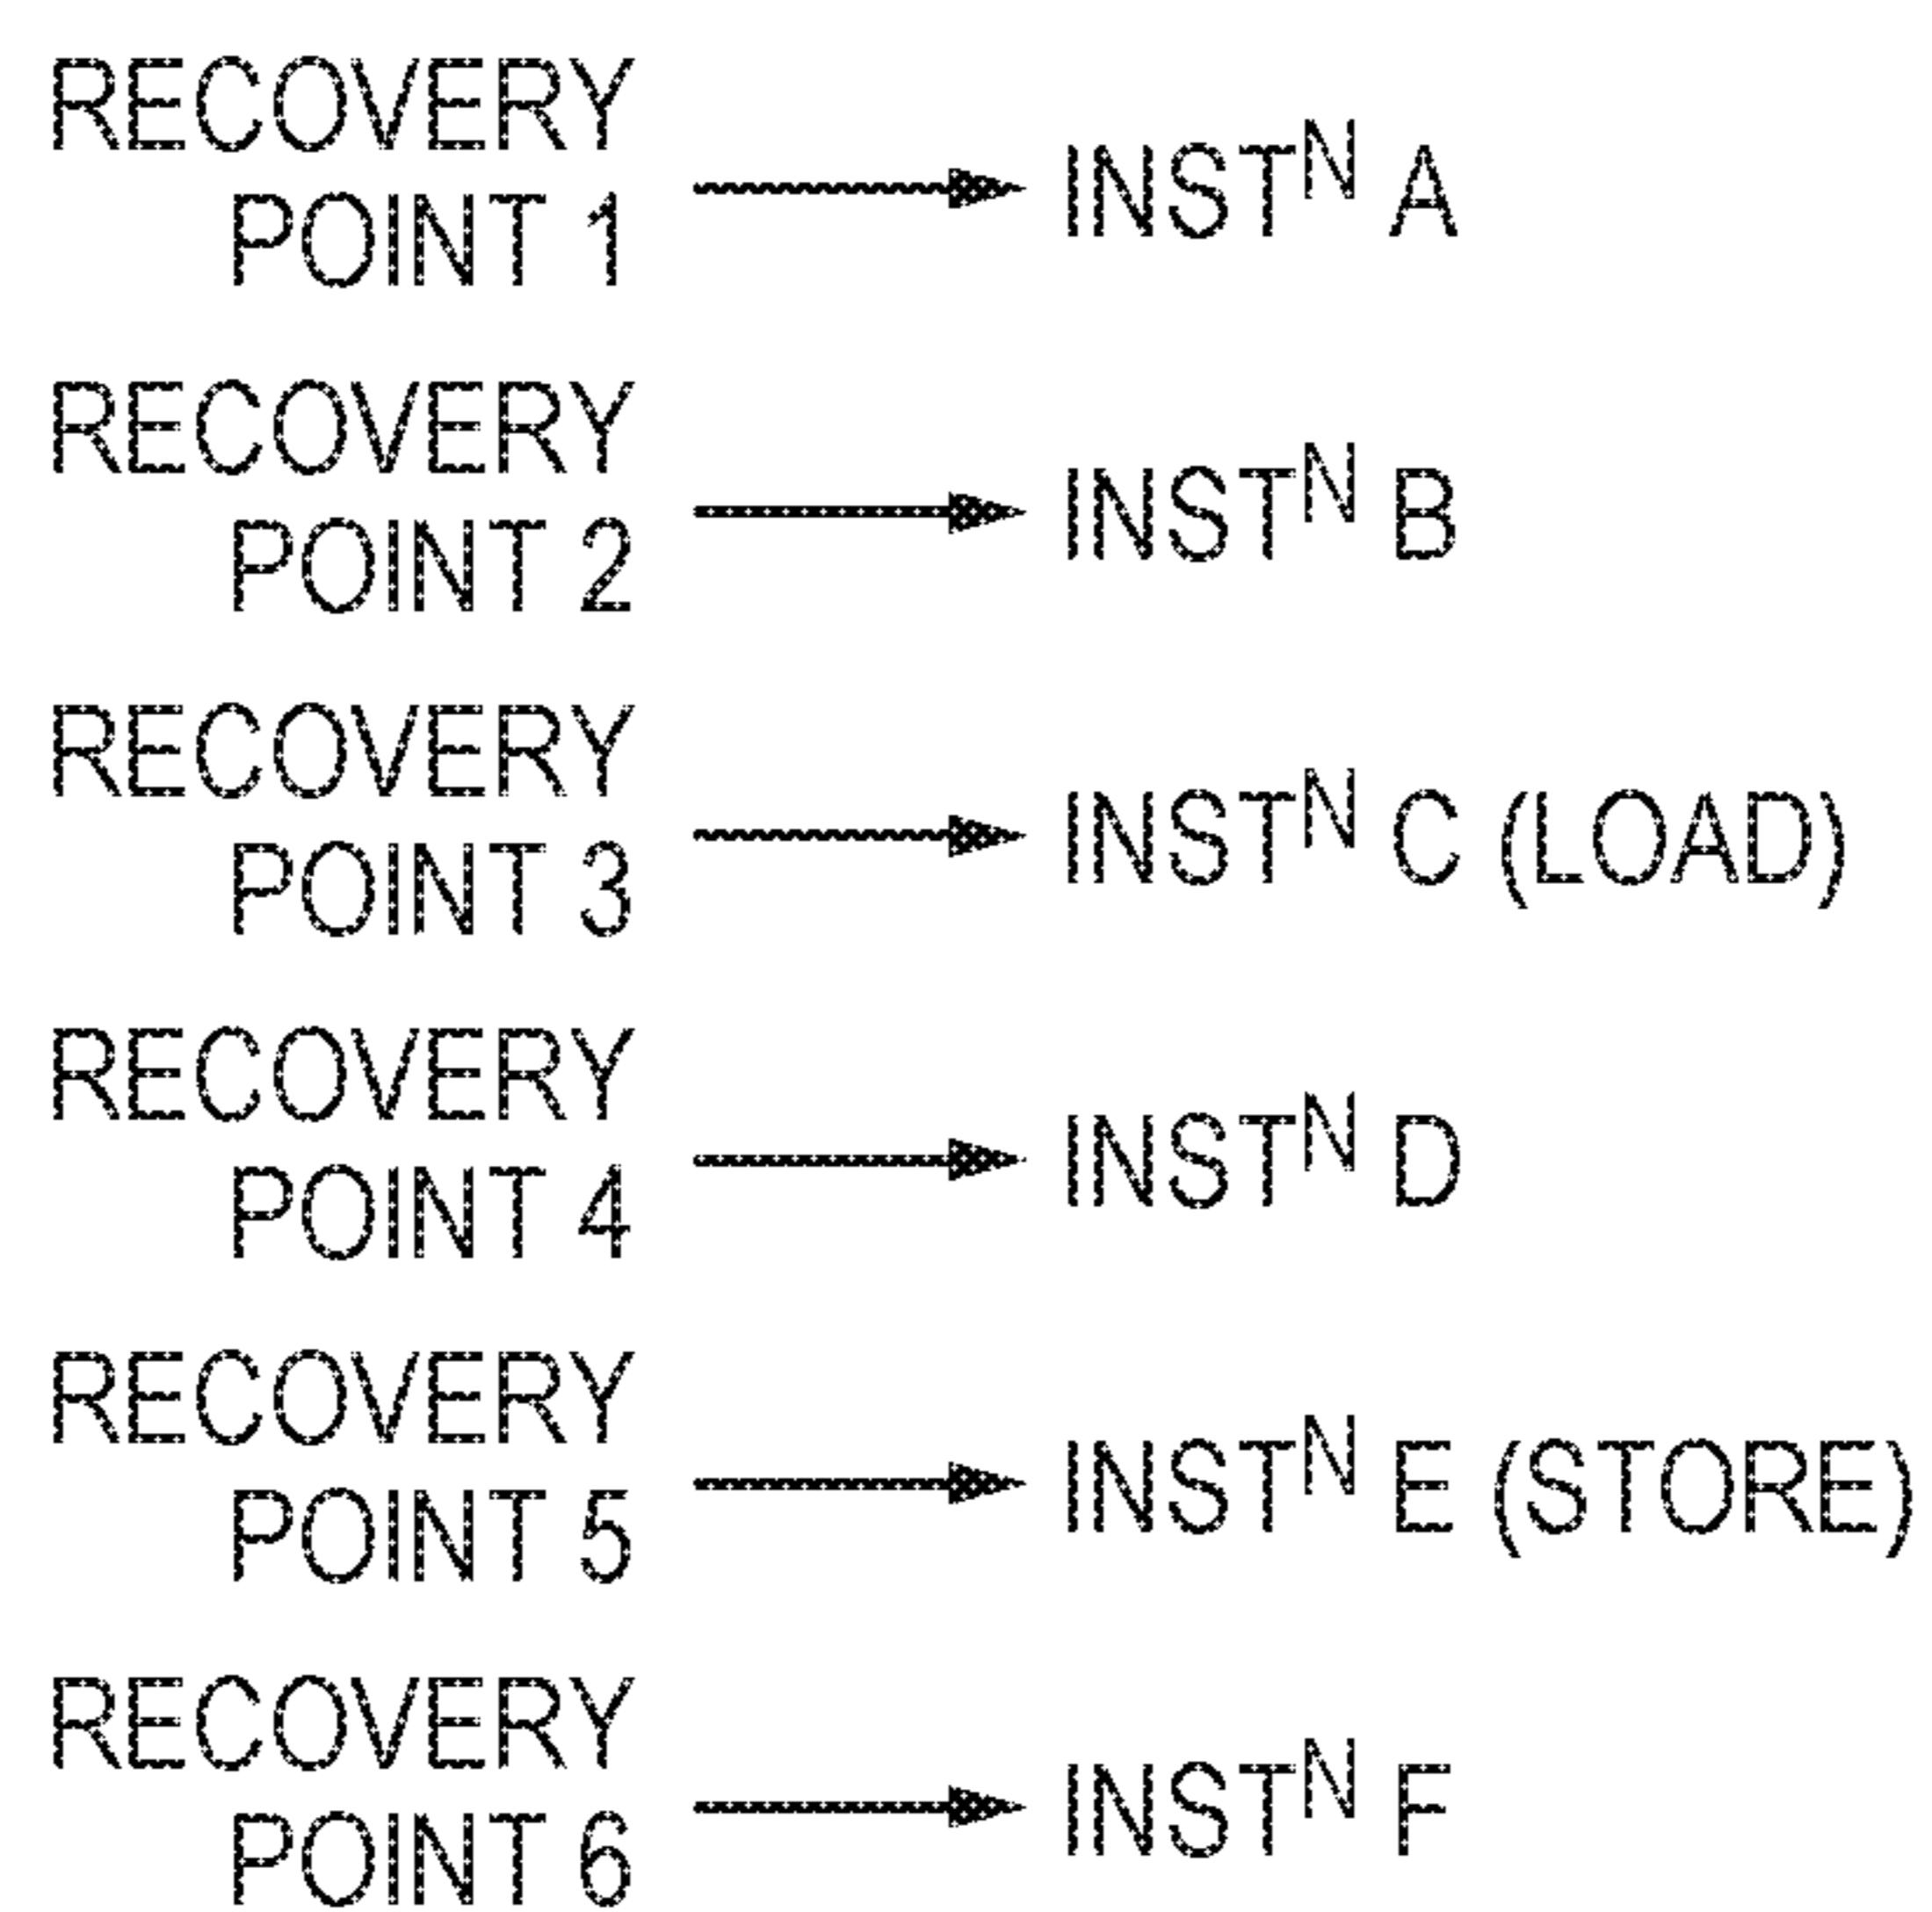 RECOVERY
POINT 1
INSTᴺ A
RECOVERY
POINT 2
INSTᴺ B
RECOVERY
POINT 3
INSTᴺ C (LOAD)
RECOVERY
POINT 4
INSTᴺ D
RECOVERY
POINT 5
INSTᴺ E (STORE)
RECOVERY
POINT 6
INSTᴺ F